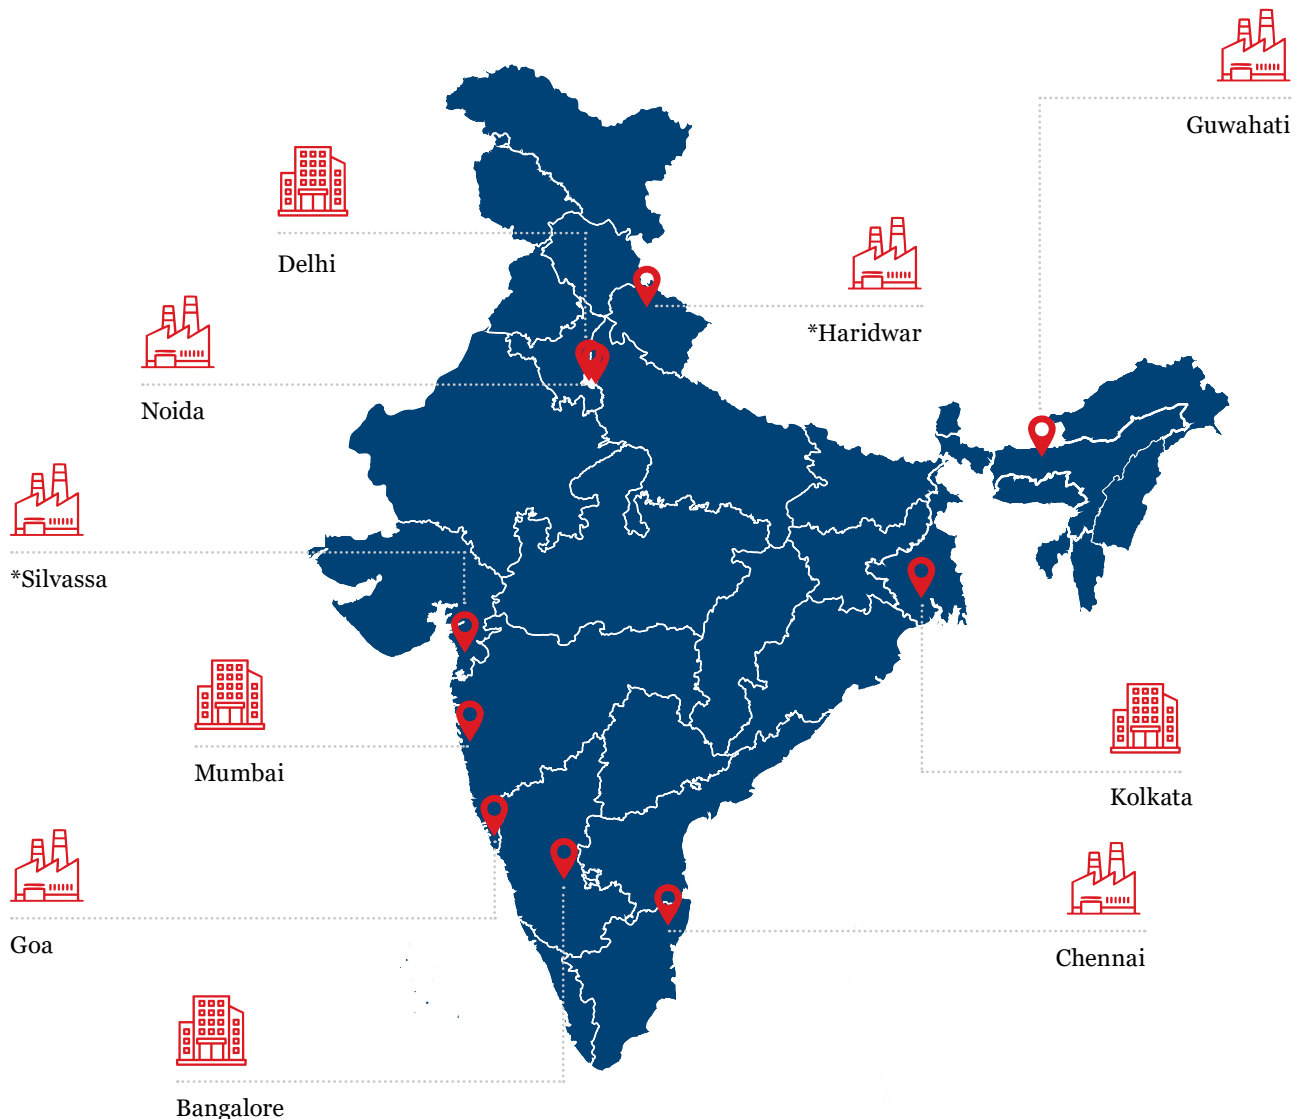 Guwahati
Delhi
*Haridwar
Noida
*Silvassa
Mumbai
Kolkata
Goa
Chennai
Bangalore